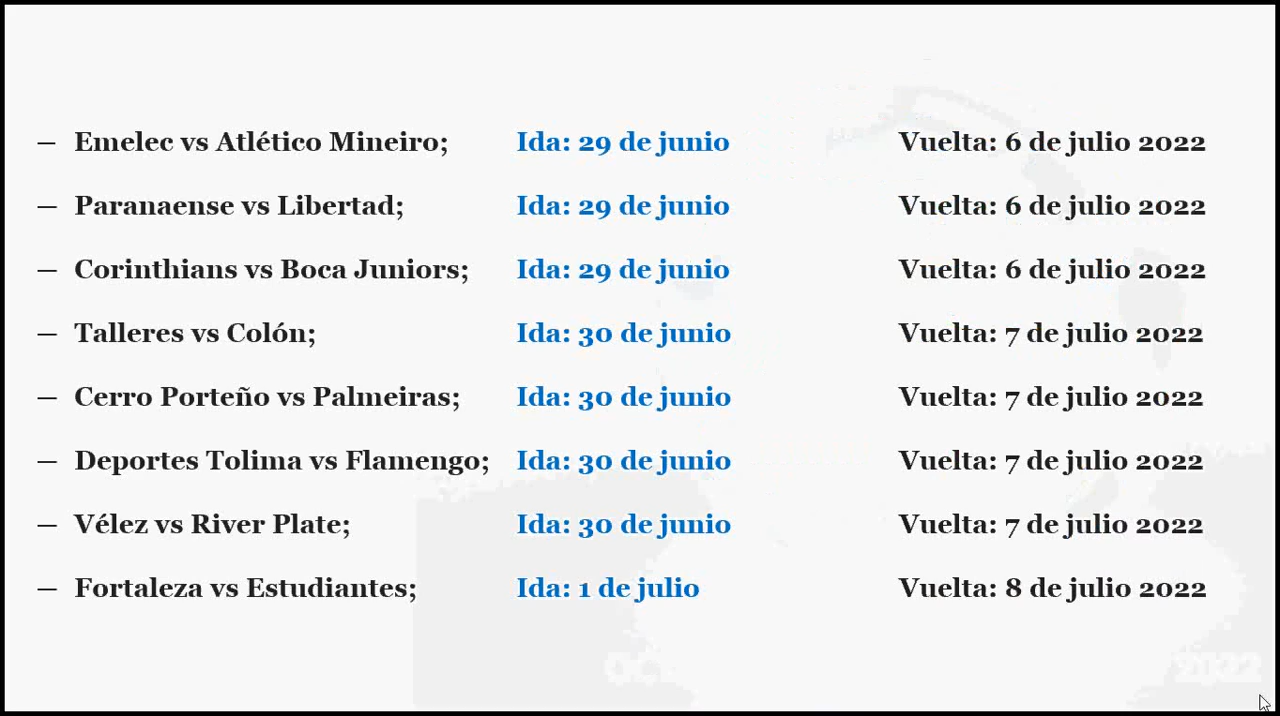 — Emelec vs Atlético Mineiro; Ida: 29 de junio Vuelta: 6 de julio 2022
— Paranaense vs Libertad; Ida: 29 de junio Vuelta: 6 de julio 2022
— Corinthians vs Boca Juniors; Ida: 29 de junio Vuelta: 6 de julio 2022
— Talleres vs Colón; Ida: 30 de junio Vuelta: 7 de julio 2022
— Cerro Porteño vs Palmeiras; Ida: 30 de junio Vuelta: 7 de julio 2022
— Deportes Tolima vs Flamengo; Ida: 30 de junio Vuelta: 7 de julio 2022
— Vélez vs River Plate; Ida: 30 de junio Vuelta: 7 de julio 2022
— Fortaleza vs Estudiantes; Ida: 1 de julio Vuelta: 8 de julio 2022
2022